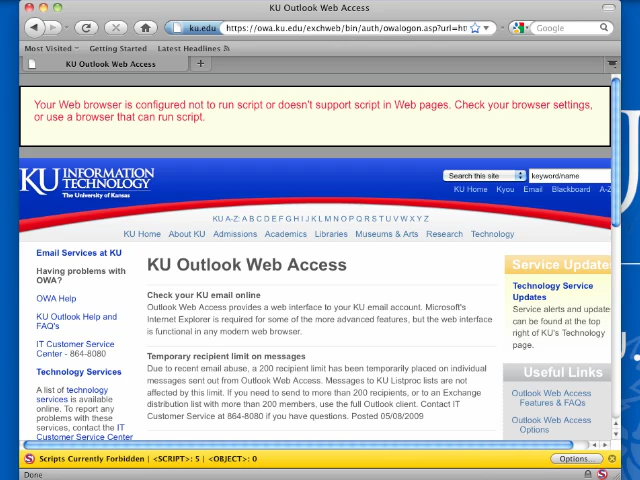 KU Outlook Web Access
ku.edu https://owa.ku.edu/exchweb/bin/auth/owalogon.asp?url=ht
Google
Most Visited Getting Started Latest Headlines
KU Outlook Web Access
Your Web browser is configured not to run script or doesn't support script in Web pages. Check your browser settings,
or use a browser that can run script.
KU INFORMATION
TECHNOLOGY
The University of Kansas
Search this site keyword/name
KU Home Kyou Email Blackboard A-Z
KU A-Z: A B C D E F G H I J K L M N O P Q R S T U V W X Y Z
KU Home About KU Admissions Academics Libraries Museums & Arts Research Technology
Email Services at KU
Having problems with
OWA?
OWA Help
KU Outlook Help and
FAQ's
IT Customer Service
Center - 864-8080
Technology Services
A list of technology
services is available
online. To report any
problems with these
services, contact the IT
Customer Service Center
KU Outlook Web Access
Check your KU email online
Outlook Web Access provides a web interface to your KU email account. Microsoft's
Internet Explorer is required for some of the more advanced features, but the web interface
is functional in any modern web browser.
Temporary recipient limit on messages
Due to recent email abuse, a 200 recipient limit has been temporarily placed on individual
messages sent out from Outlook Web Access. Messages to KU Listproc lists are not
affected by this limit. If you need to send to more than 200 recipients, or to an Exchange
distribution list with more than 200 members, use the full Outlook client. Contact IT
Customer Service at 864-8080 if you have questions. Posted 05/08/2009
Service Update
Technology Service
Updates
Service alerts and updates
can be found at the top
right of KU's Technology
page.
Useful Links
Outlook Web Access
Features & FAQs
Outlook Web Access
Options
Scripts Currently Forbidden | <SCRIPT>: 5 | <OBJECT>: 0
Options...
Done